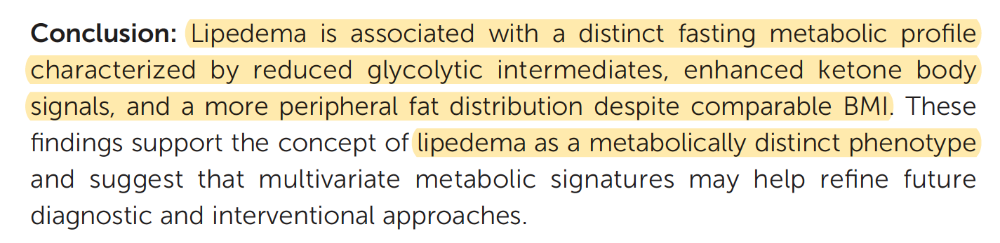 Conclusion: Lipedema is associated with a distinct fasting metabolic profile
characterized by reduced glycolytic intermediates, enhanced ketone body
signals, and a more peripheral fat distribution despite comparable BMI. These
findings support the concept of lipedema as a metabolically distinct phenotype
and suggest that multivariate metabolic signatures may help refine future
diagnostic and interventional approaches.